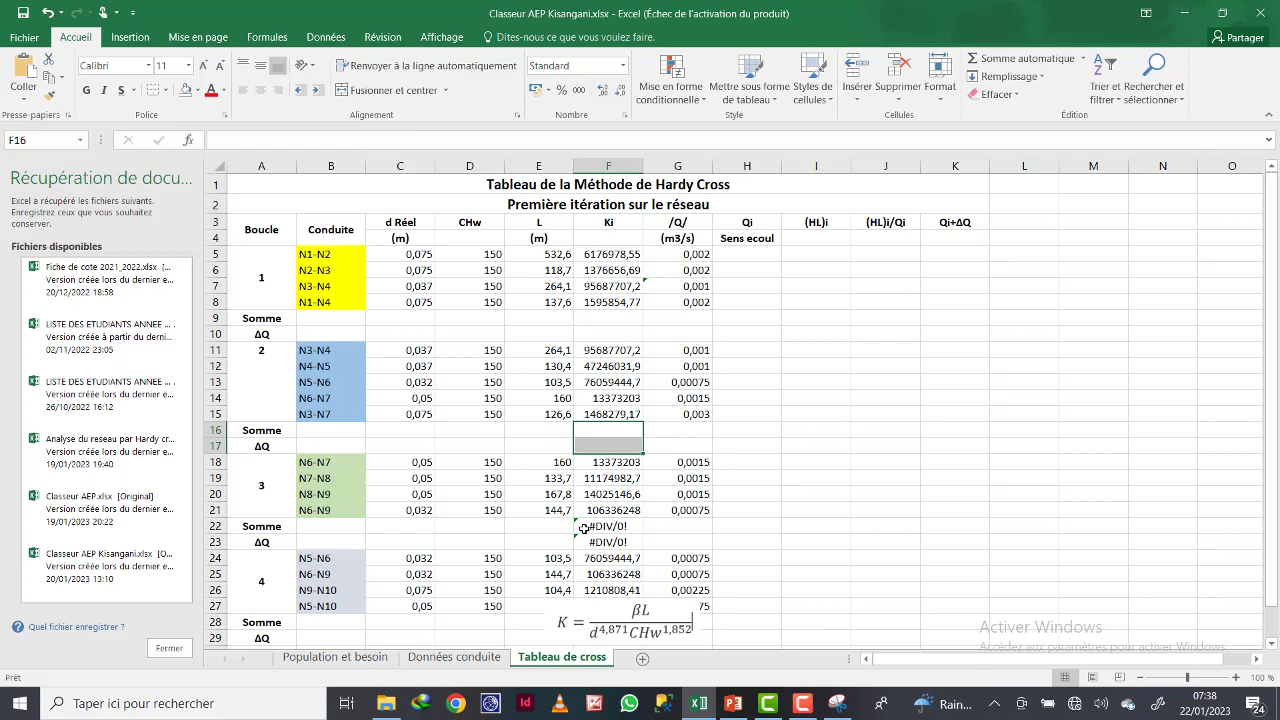 Classeur AEP Kisangani.xlsx - Excel (Échec de l'activation du produit)
Fichier Accueil Insertion Mise en page Formules Données Révision Affichage Dites-nous ce que vous voulez faire. Partager
Coller Calibri 11 Renvoyer à la ligne automatiquement Standard Mise en forme conditionnelle Mettre sous forme de tableau Styles de cellules Insérer Supprimer Format Somme automatique Remplissage Effacer Trier et filtrer Rechercher et sélectionner
G I S Fusionner et centrer % 000
Presse-papiers Police Alignement Nombre Style Cellules Édition
F16 fx
A B C D E F G H I J K L M N O
Récupération de docu...
Excel a récupéré les fichiers suivants. Enregistrez ceux que vous souhaitez conserver.
Fichiers disponibles
Fiche de cote 2021_2022.xlsx [...
Version créée lors du dernier e...
20/12/2022 18:58
LISTE DES ETUDIANTS ANNEE ...
Version créée à partir du derni...
02/11/2022 23:05
LISTE DES ETUDIANTS ANNEE ...
Version créée lors du dernier e...
26/10/2022 16:12
Analyse du reseau par Hardy cr...
Version créée lors du dernier e...
19/01/2023 19:40
Classeur AEP.xlsx [Original]
Version créée lors du dernier e...
19/01/2023 20:22
Classeur AEP Kisangani.xlsx [O...
Version créée lors du dernier e...
20/01/2023 13:10
Quel fichier enregistrer ?
Fermer
1 Tableau de la Méthode de Hardy Cross
2 Première itération sur le réseau
3 Boucle Conduite d Réel CHw L Ki /Q/ Qi (HL)i (HL)i/Qi Qi+ΔQ
4 (m) (m) (m3/s) Sens ecoul
5 1 N1-N2 0,075 150 532,6 6176978,55 0,002
6 N2-N3 0,075 150 118,7 1376656,69 0,002
7 N3-N4 0,037 150 264,1 95687707,2 0,001
8 N1-N4 0,075 150 137,6 1595854,77 0,002
9 Somme
10 ΔQ
11 2 N3-N4 0,037 150 264,1 95687707,2 0,001
12 N4-N5 0,037 150 130,4 47246031,9 0,001
13 N5-N6 0,032 150 103,5 76059444,7 0,00075
14 N6-N7 0,05 150 160 13373203 0,0015
15 N3-N7 0,075 150 126,6 1468279,17 0,003
16 Somme
17 ΔQ
18 3 N6-N7 0,05 150 160 13373203 0,0015
19 N7-N8 0,05 150 133,7 11174982,7 0,0015
20 N8-N9 0,05 150 167,8 14025146,6 0,0015
21 N6-N9 0,032 150 144,7 106336248 0,00075
22 Somme #DIV/0!
23 ΔQ #DIV/0!
24 4 N5-N6 0,032 150 103,5 76059444,7 0,00075
25 N6-N9 0,032 150 144,7 106336248 0,00075
26 N9-N10 0,075 150 104,4 1210808,41 0,00225
27 N5-N10 0,05 150 75
28 Somme
29 ΔQ
K = βL / d^4,871 CHw^1,852
Activer Windows
Accédez aux paramètres pour activer Windows.
Population et besoin Données conduite Tableau de cross
Prêt 100 %
Taper ici pour rechercher Rain... 07:38
22/01/2023 24